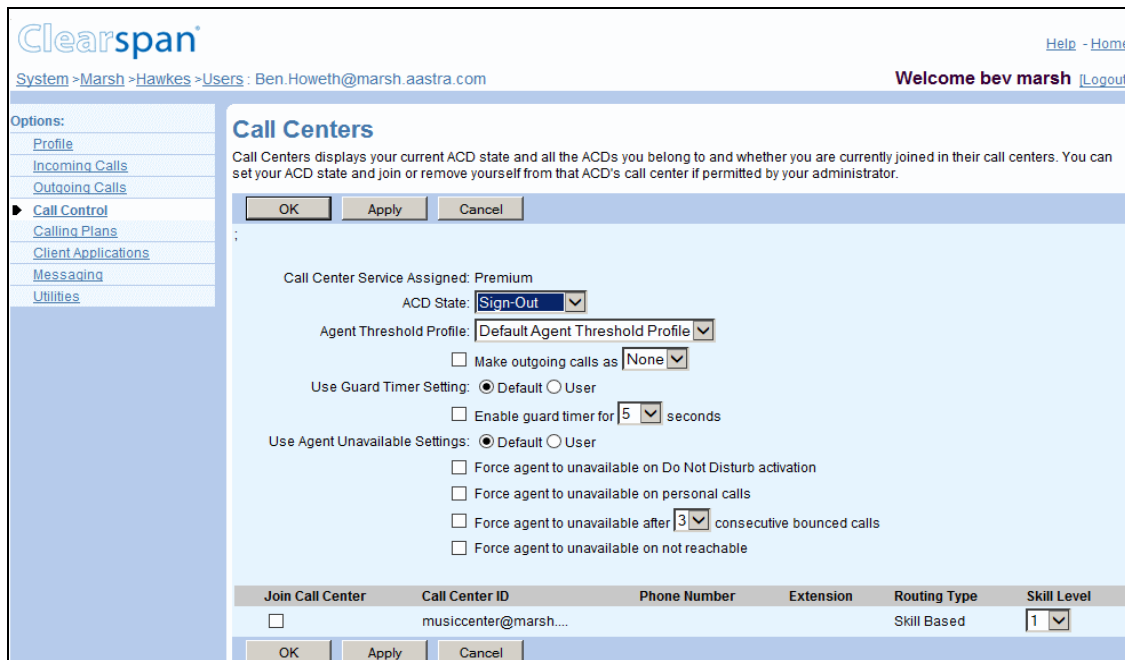 Clearspan
Help - Home
System >Marsh >Hawkes >Users : Ben.Howeth@marsh.aastra.com
Welcome bev marsh [Logout
Options:
Profile
Incoming Calls
Outgoing Calls
Call Control
Calling Plans
Client Applications
Messaging
Utilities
Call Centers
Call Centers displays your current ACD state and all the ACDs you belong to and whether you are currently joined in their call centers. You can
set your ACD state and join or remove yourself from that ACD's call center if permitted by your administrator.
OK Apply Cancel
;
Call Center Service Assigned: Premium
ACD State: Sign-Out
Agent Threshold Profile: Default Agent Threshold Profile
Make outgoing calls as None
Use Guard Timer Setting: Default User
Enable guard timer for 5 seconds
Use Agent Unavailable Settings: Default User
Force agent to unavailable on Do Not Disturb activation
Force agent to unavailable on personal calls
Force agent to unavailable after 3 consecutive bounced calls
Force agent to unavailable on not reachable
Join Call Center Call Center ID Phone Number Extension Routing Type Skill Level
musiccenter@marsh.... Skill Based 1
OK Apply Cancel